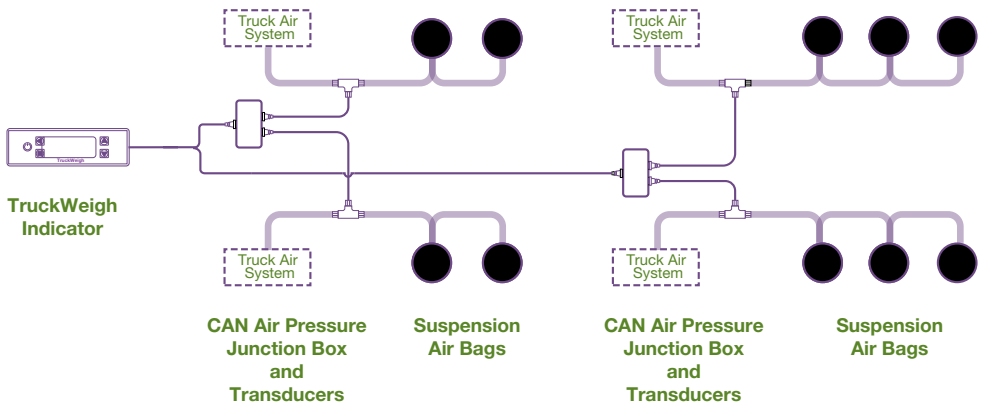 Truck Air
System
Truck Air
System
TruckWeigh
TruckWeigh
Indicator
Truck Air
System
Truck Air
System
CAN Air Pressure
Junction Box
and
Transducers
Suspension
Air Bags
CAN Air Pressure
Junction Box
and
Transducers
Suspension
Air Bags